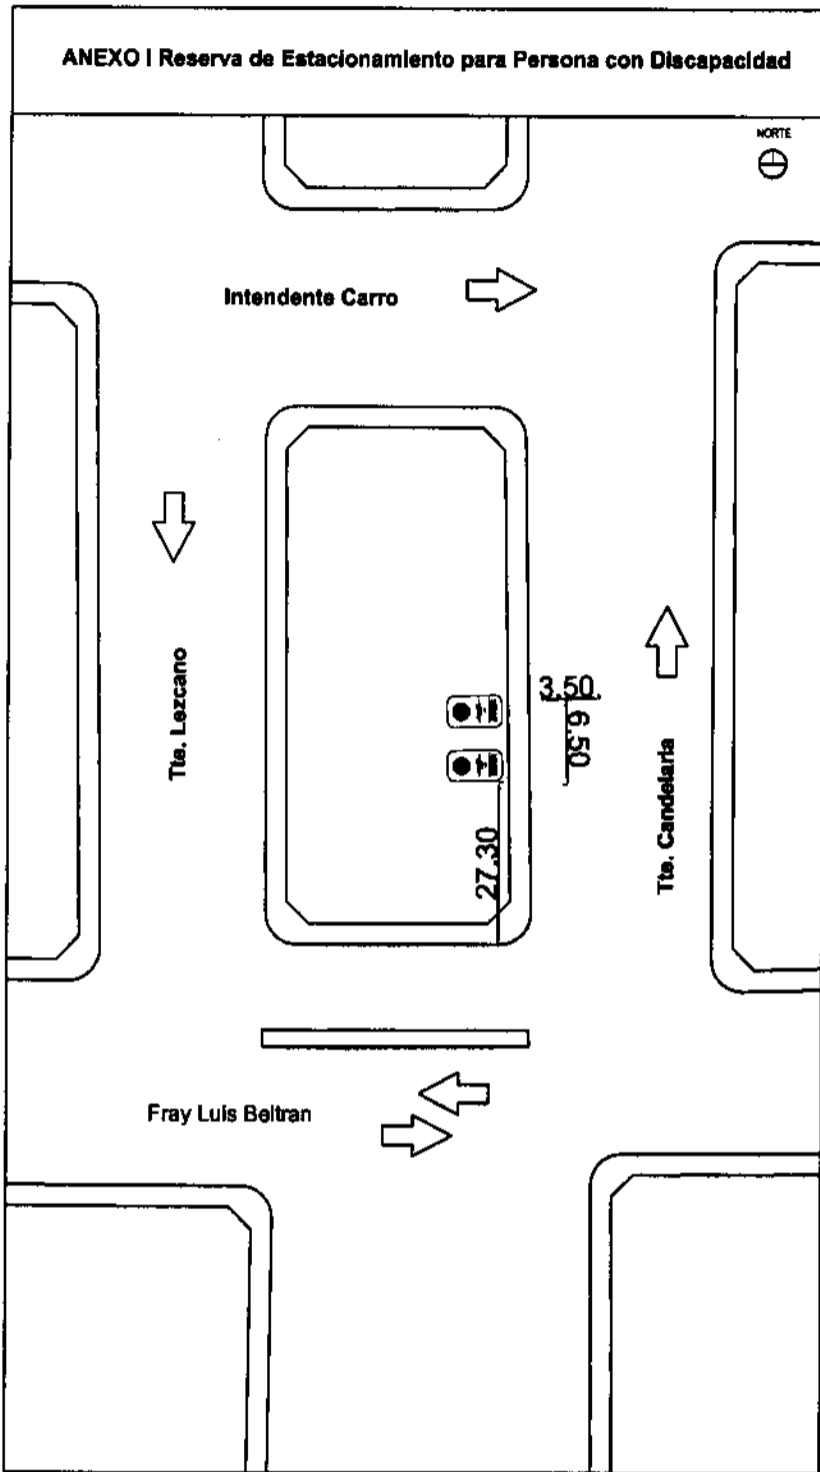 ANEXO I Reserva de Estacionamiento para Persona con Discapacidad
NORTE
Intendente Carro
Tte. Lezcano
3.50
6.50
Tte. Candelaria
27.30
Fray Luis Beltran